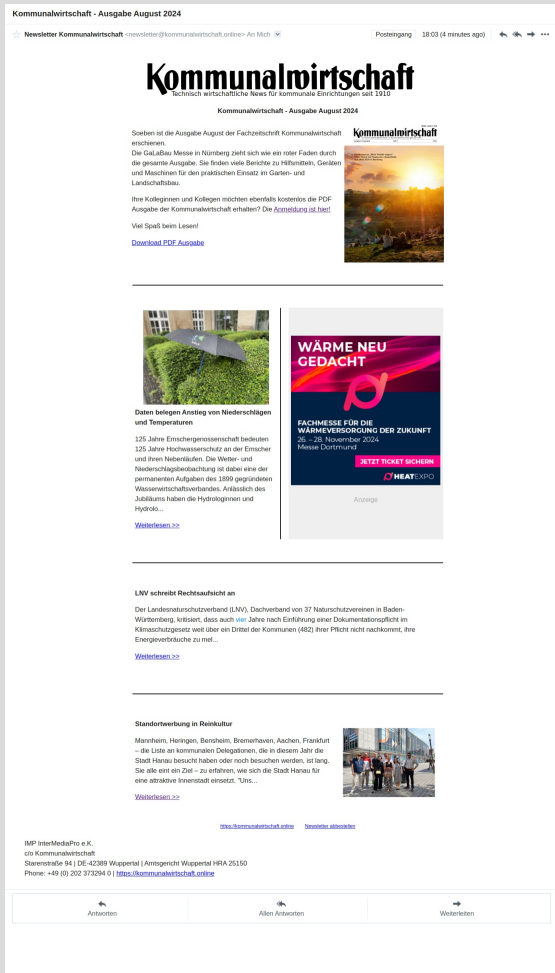 Kommunalwirtschaft - Ausgabe August 2024
Newsletter Kommunalwirtschaft <newsletter@kommunalwirtschaft.online> An Mich
Posteingang 18:03 (4 minutes ago)
Kommunalwirtschaft
Technisch wirtschaftliche News für kommunale Einrichtungen seit 1910
Kommunalwirtschaft - Ausgabe August 2024
Soeben ist die Ausgabe August der Fachzeitschrift Kommunalwirtschaft
erschienen.
Die GaLaBau Messe in Nürnberg zieht sich wie ein roter Faden durch
die gesamte Ausgabe. Sie finden viele Berichte zu Hilfsmitteln, Geräten
und Maschinen für den praktischen Einsatz im Garten- und
Landschaftsbau.
Ihre Kolleginnen und Kollegen möchten ebenfalls kostenlos die PDF
Ausgabe der Kommunalwirtschaft erhalten? Die Anmeldung ist hier!
Viel Spaß beim Lesen!
Download PDF Ausgabe
Kommunalwirtschaft
Daten belegen Anstieg von Niederschlägen
und Temperaturen
125 Jahre Emschergenossenschaft bedeuten
125 Jahre Hochwasserschutz an der Emscher
und ihren Nebenläufen. Die Wetter- und
Niederschlagsbeobachtung ist dabei eine der
permanenten Aufgaben des 1899 gegründeten
Wasserwirtschaftsverbandes. Anlässlich des
Jubiläums haben die Hydrologinnen und
Hydrolo...
Weiterlesen >>
WÄRME NEU
GEDACHT
FACHMESSE FÜR DIE
WÄRMEVERSORGUNG DER ZUKUNFT
26. – 28. November 2024
Messe Dortmund
JETZT TICKET SICHERN
HEATEXPO
Anzeige
LNV schreibt Rechtsaufsicht an
Der Landesnaturschutzverband (LNV), Dachverband von 37 Naturschutzvereinen in Baden-
Württemberg, kritisiert, dass auch vier Jahre nach Einführung einer Dokumentationspflicht im
Klimaschutzgesetz weit über ein Drittel der Kommunen (482) ihrer Pflicht nicht nachkommt, ihre
Energieverbräuche zu mel...
Weiterlesen >>
Standortwerbung in Reinkultur
Mannheim, Heringen, Bensheim, Bremerhaven, Aachen, Frankfurt
– die Liste an kommunalen Delegationen, die in diesem Jahr die
Stadt Hanau besucht haben oder noch besuchen werden, ist lang.
Sie alle eint ein Ziel – zu erfahren, wie sich die Stadt Hanau für
eine attraktive Innenstadt einsetzt. "Uns...
Weiterlesen >>
https://kommunalwirtschaft.online Newsletter abbestellen
IMP InterMediaPro e.K.
c/o Kommunalwirtschaft
Starenstraße 94 | DE-42389 Wuppertal | Amtsgericht Wuppertal HRA 25150
Phone: +49 (0) 202 373294 0 | https://kommunalwirtschaft.online
Antworten
Allen Antworten
Weiterleiten